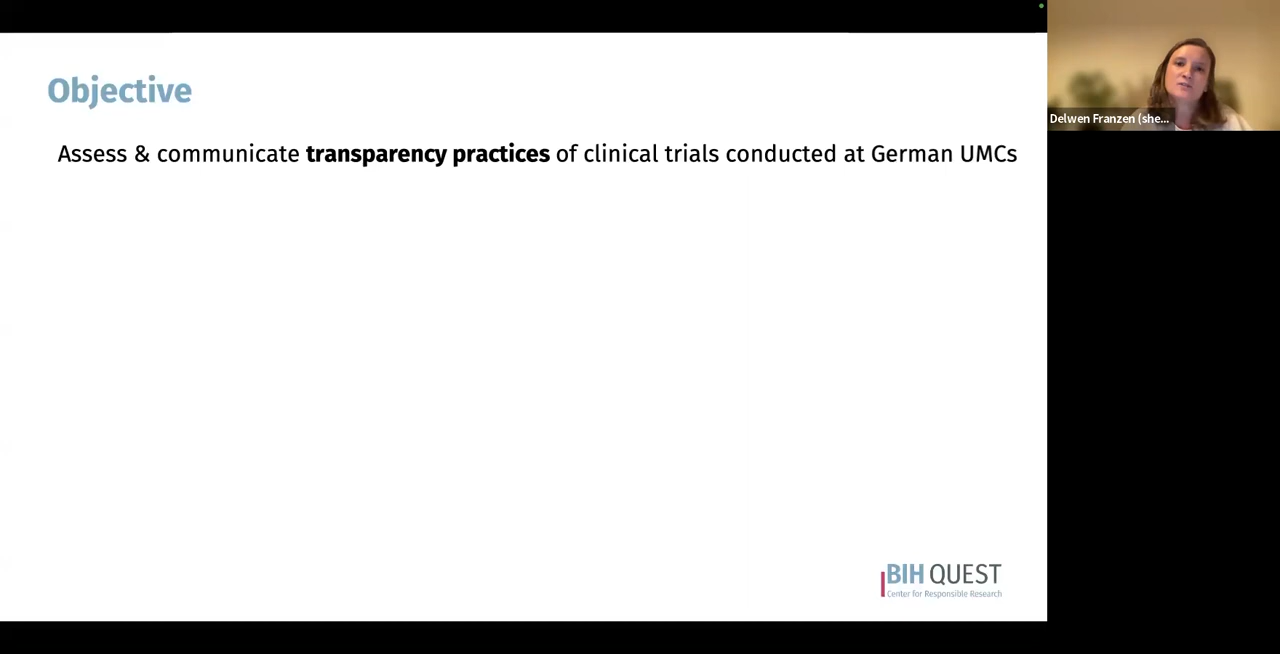 Objective
Assess & communicate transparency practices of clinical trials conducted at German UMCs
Delwen Franzen (she...
BIH QUEST
Center for Responsible Research